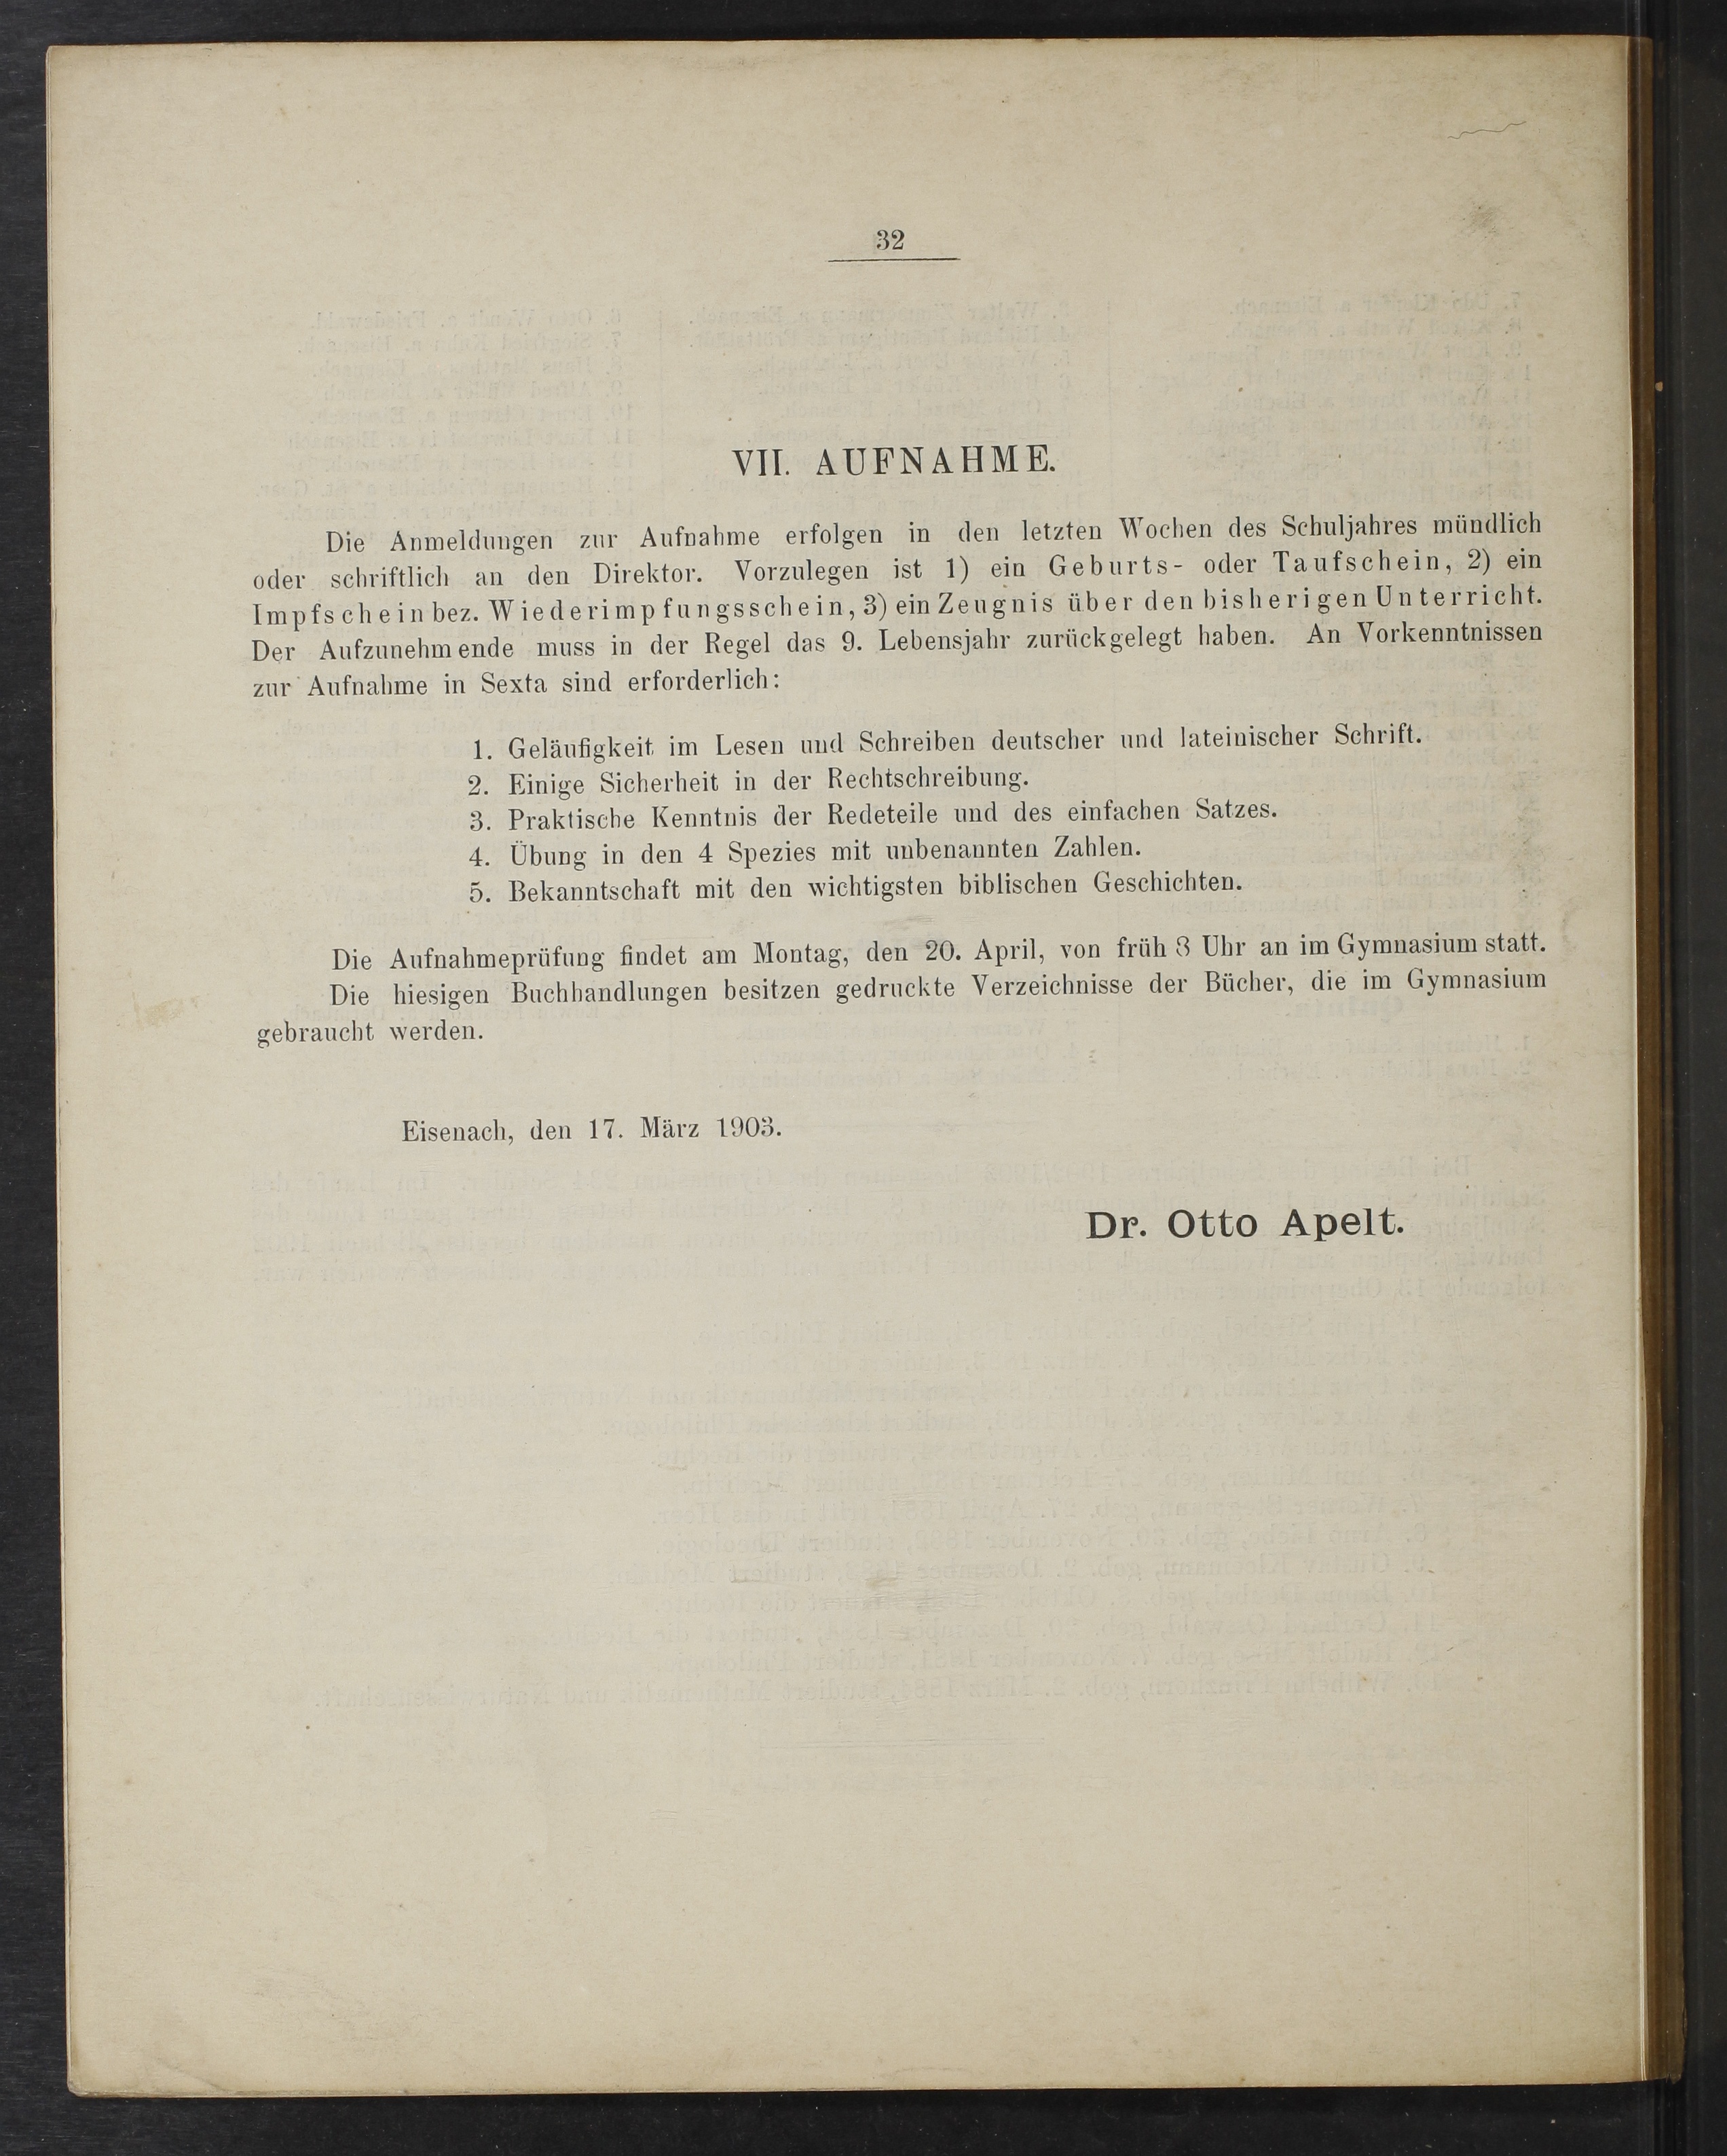 32
VII. AUFNAHME.
Die Anmeldungen zur Aufnahme erfolgen in den letzten Wochen des Schuljahres mündlich
oder schriftlich an den Direktor. Vorzulegen ist 1) ein Geburts- oder Taufschein, 2) ein
Impfschein bez. Wiederimpfungsschein, 3) ein Zeugnis über den bisherigen Unterricht.
Der Aufzunehmende muss in der Regel das 9. Lebensjahr zurückgelegt haben. An Vorkenntnissen
zur Aufnahme in Sexta sind erforderlich:
1. Geläufigkeit im Lesen und Schreiben deutscher und lateinischer Schrift.
2. Einige Sicherheit in der Rechtschreibung.
3. Praktische Kenntnis der Redeteile und des einfachen Satzes.
4. Übung in den 4 Spezies mit unbenannten Zahlen.
5. Bekanntschaft mit den wichtigsten biblischen Geschichten.
Die Aufnahmeprüfung findet am Montag, den 20. April, von früh 8 Uhr an im Gymnasium statt.
Die hiesigen Buchhandlungen besitzen gedruckte Verzeichnisse der Bücher, die im Gymnasium
gebraucht werden.
Eisenach, den 17. März 1903.
Dr. Otto Apelt.